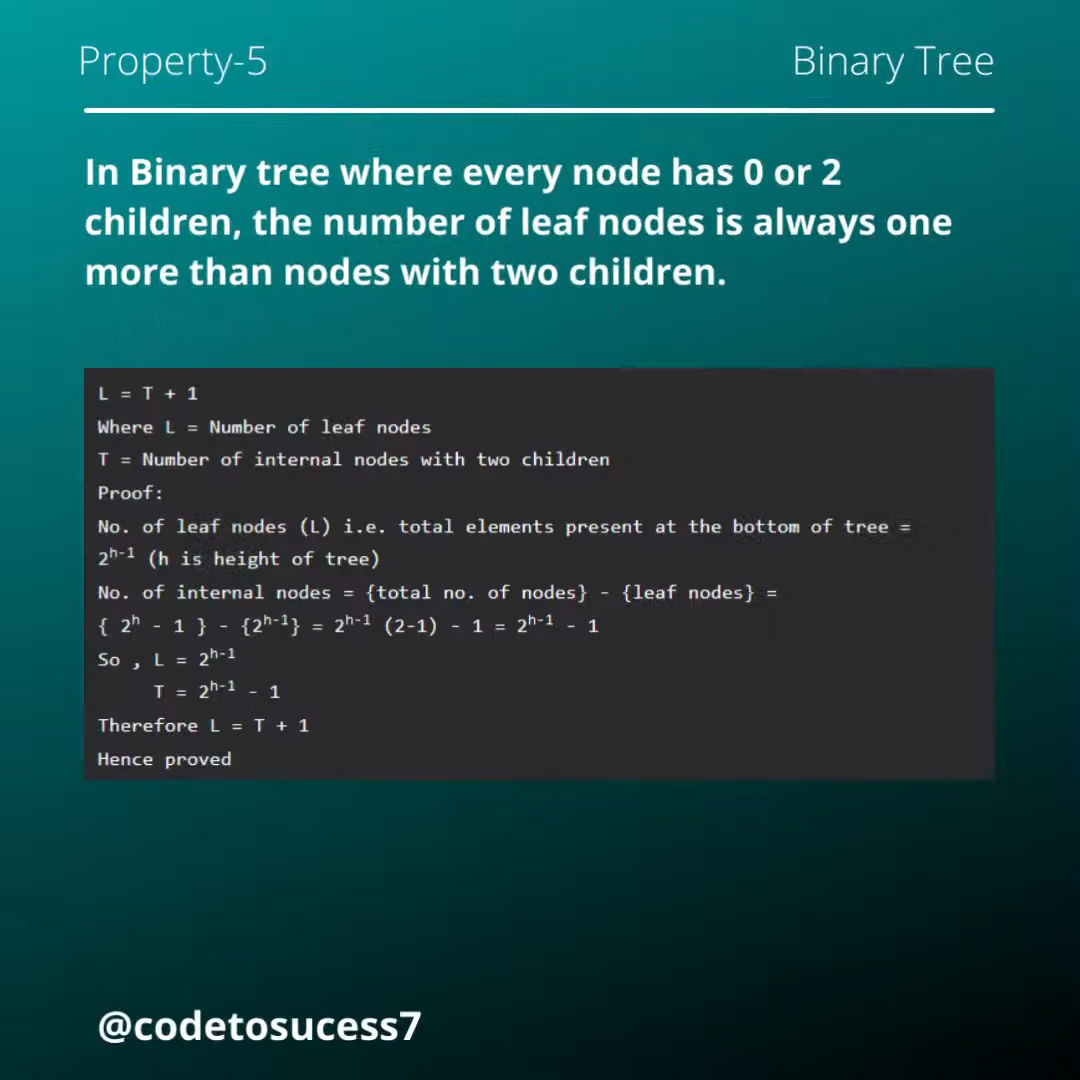 Property-5
Binary Tree
In Binary tree where every node has 0 or 2
children, the number of leaf nodes is always one
more than nodes with two children.
L = T + 1
Where L = Number of leaf nodes
T = Number of internal nodes with two children
Proof:
No. of leaf nodes (L) i.e. total elements present at the bottom of tree =
2ʰ⁻¹ (h is height of tree)
No. of internal nodes = {total no. of nodes} - {leaf nodes} =
{ 2ʰ - 1 } - {2ʰ⁻¹} = 2ʰ⁻¹ (2-1) - 1 = 2ʰ⁻¹ - 1
So , L = 2ʰ⁻¹
T = 2ʰ⁻¹ - 1
Therefore L = T + 1
Hence proved
@codetosucess7